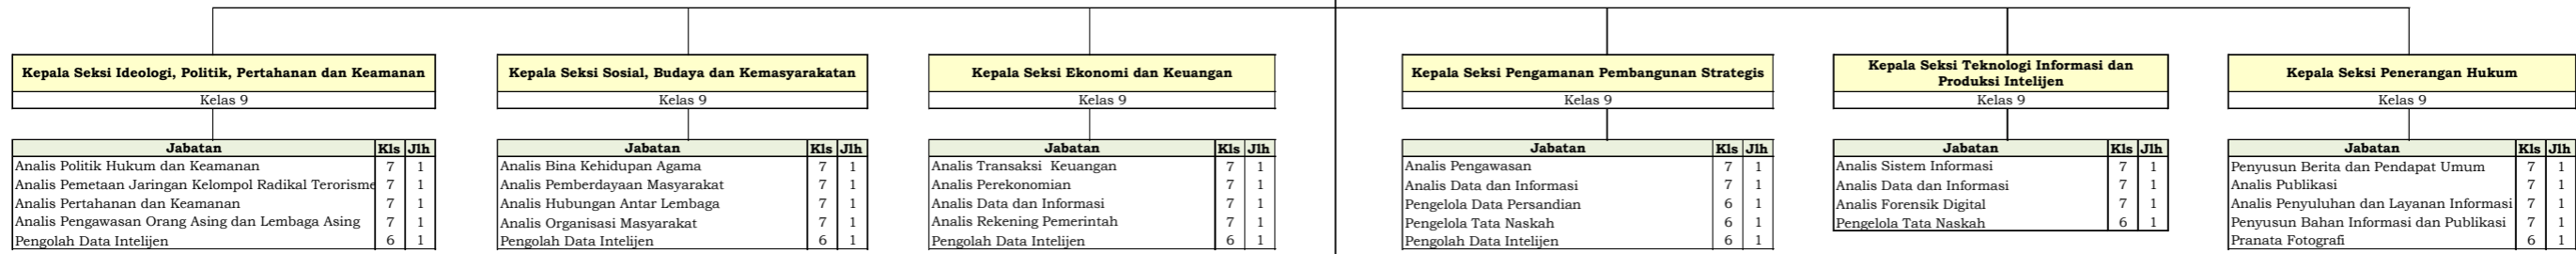 Kepala Seksi Ideologi, Politik, Pertahanan dan Keamanan
Kelas 9
Jabatan Kls Jlh
Analis Politik Hukum dan Keamanan 7 1
Analis Pemetaan Jaringan Kelompol Radikal Terorisme 7 1
Analis Pertahanan dan Keamanan 7 1
Analis Pengawasan Orang Asing dan Lembaga Asing 7 1
Pengolah Data Intelijen 6 1
Kepala Seksi Sosial, Budaya dan Kemasyarakatan
Kelas 9
Jabatan Kls Jlh
Analis Bina Kehidupan Agama 7 1
Analis Pemberdayaan Masyarakat 7 1
Analis Hubungan Antar Lembaga 7 1
Analis Organisasi Masyarakat 7 1
Pengolah Data Intelijen 6 1
Kepala Seksi Ekonomi dan Keuangan
Kelas 9
Jabatan Kls Jlh
Analis Transaksi Keuangan 7 1
Analis Perekonomian 7 1
Analis Data dan Informasi 7 1
Analis Rekening Pemerintah 7 1
Pengolah Data Intelijen 6 1
Kepala Seksi Pengamanan Pembangunan Strategis
Kelas 9
Jabatan Kls Jlh
Analis Pengawasan 7 1
Analis Data dan Informasi 7 1
Pengelola Data Persandian 6 1
Pengelola Tata Naskah 6 1
Pengolah Data Intelijen 6 1
Kepala Seksi Teknologi Informasi dan
Produksi Intelijen
Kelas 9
Jabatan Kls Jlh
Analis Sistem Informasi 7 1
Analis Data dan Informasi 7 1
Analis Forensik Digital 7 1
Pengelola Tata Naskah 6 1
Kepala Seksi Penerangan Hukum
Kelas 9
Jabatan Kls Jlh
Penyusun Berita dan Pendapat Umum 7 1
Analis Publikasi 7 1
Analis Penyuluhan dan Layanan Informasi 7 1
Penyusun Bahan Informasi dan Publikasi 7 1
Pranata Fotografi 6 1